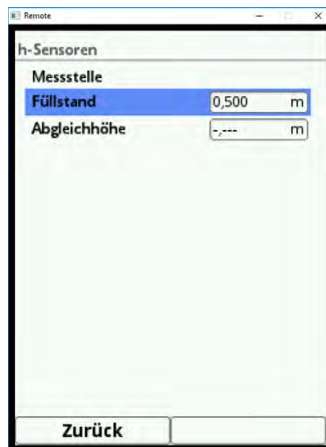 Remote
h-Sensoren
Messstelle
Füllstand 0,500 m
Abgleichhöhe -,--- m
Zurück